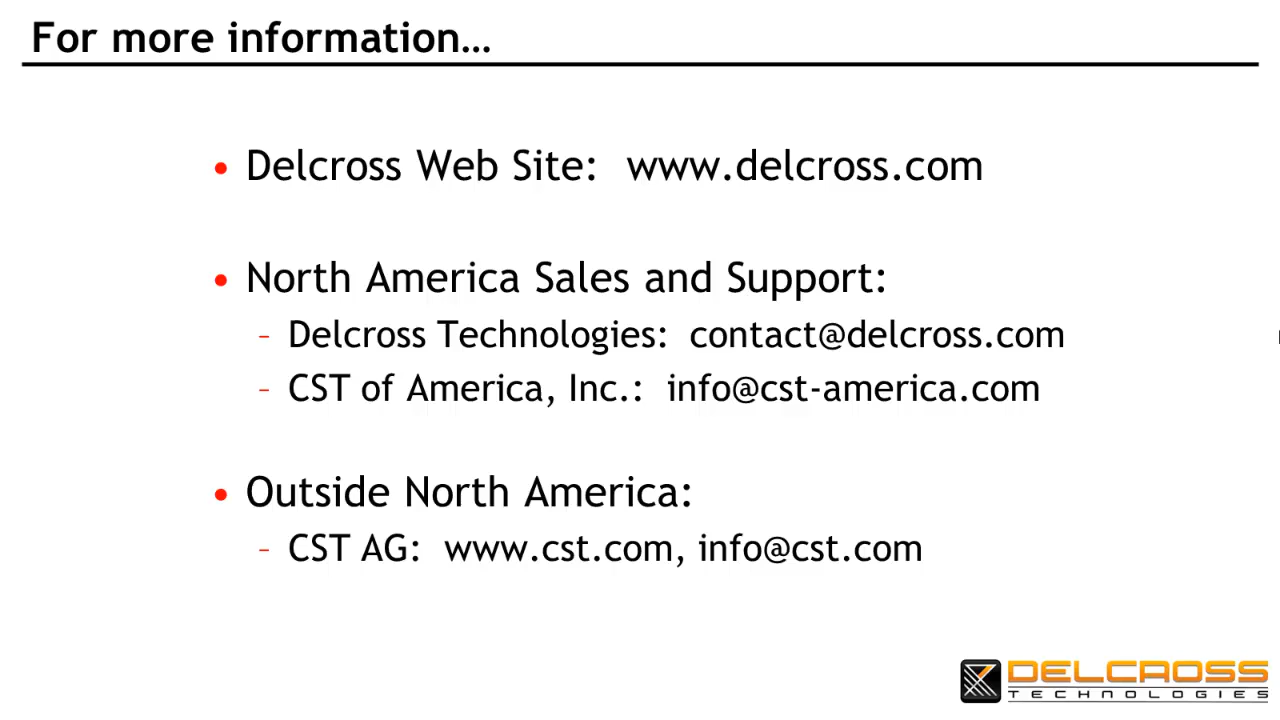 For more information…
• Delcross Web Site: www.delcross.com
• North America Sales and Support:
– Delcross Technologies: contact@delcross.com
– CST of America, Inc.: info@cst-america.com
• Outside North America:
– CST AG: www.cst.com, info@cst.com
DELCROSS
TECHNOLOGIES